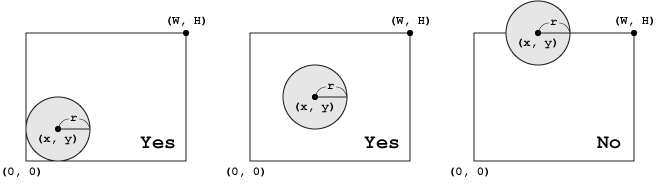 (W, H)
r
(x, y)
Yes
(0, 0)
(W, H)
r
(x, y)
Yes
(0, 0)
(W, H)
r
(x, y)
No
(0, 0)